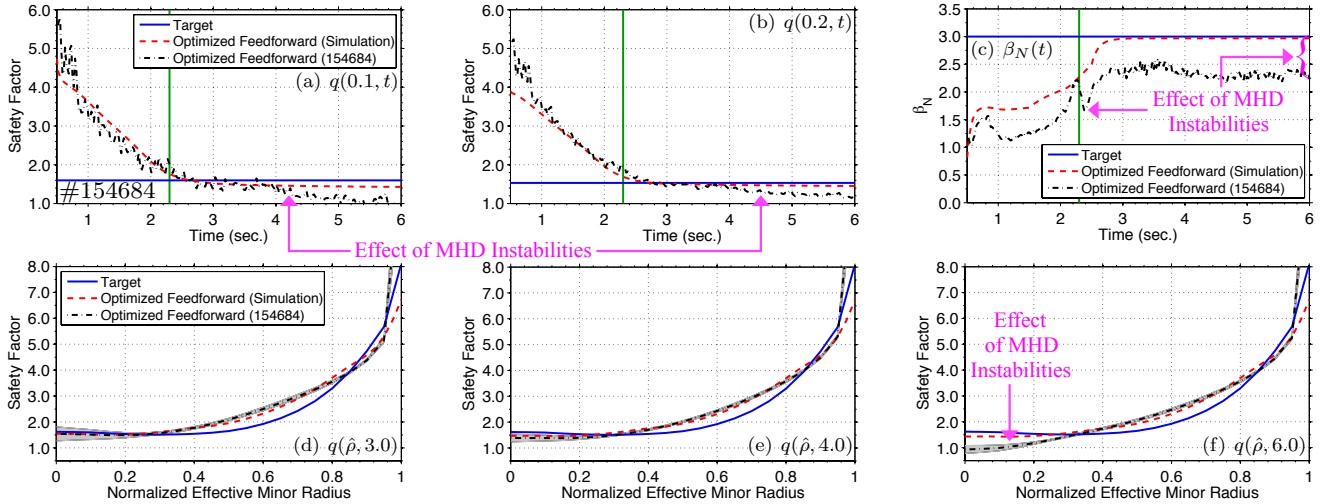 Safety Factor
6.0
5.0
4.0
3.0
2.0
1.0
Target
Optimized Feedforward (Simulation)
Optimized Feedforward (154684)
(a) q(0.1, t)
#154684
1 2 3 4 5 6
Time (sec.)
Safety Factor
6.0
5.0
4.0
3.0
2.0
1.0
(b) q(0.2, t)
1 2 3 4 5 6
Time (sec.)
Effect of MHD Instabilities
β_N
3.5
3.0
2.5
2.0
1.5
1.0
0.5
0.0
(c) β_N(t)
Effect of MHD
Instabilities
Target
Optimized Feedforward (Simulation)
Optimized Feedforward (154684)
1 2 3 4 5 6
Time (sec.)
Safety Factor
8.0
7.0
6.0
5.0
4.0
3.0
2.0
1.0
Target
Optimized Feedforward (Simulation)
Optimized Feedforward (154684)
(d) q(ρ̂, 3.0)
0 0.2 0.4 0.6 0.8 1
Normalized Effective Minor Radius
Safety Factor
8.0
7.0
6.0
5.0
4.0
3.0
2.0
1.0
(e) q(ρ̂, 4.0)
0 0.2 0.4 0.6 0.8 1
Normalized Effective Minor Radius
Safety Factor
8.0
7.0
6.0
5.0
4.0
3.0
2.0
1.0
Effect
of MHD
Instabilities
(f) q(ρ̂, 6.0)
0 0.2 0.4 0.6 0.8 1
Normalized Effective Minor Radius